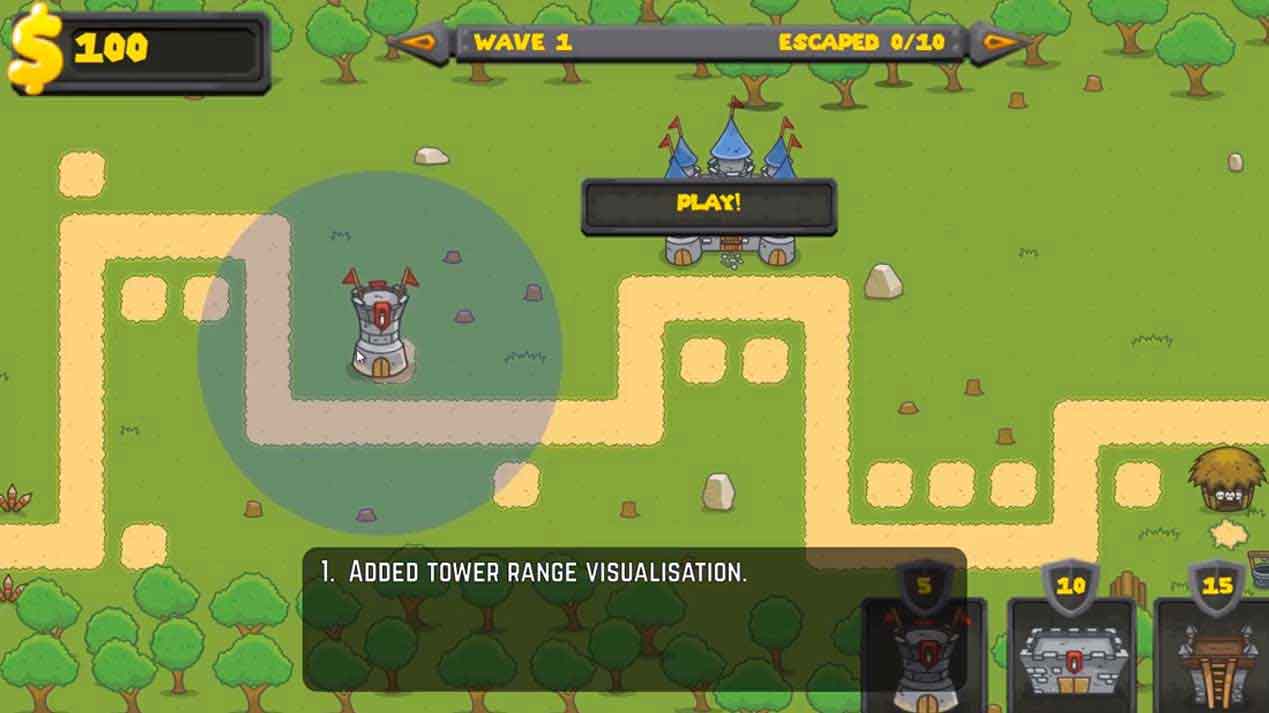 $ 100
WAVE 1 ESCAPED 0/10
PLAY!
1. ADDED TOWER RANGE VISUALISATION.
5 10 15